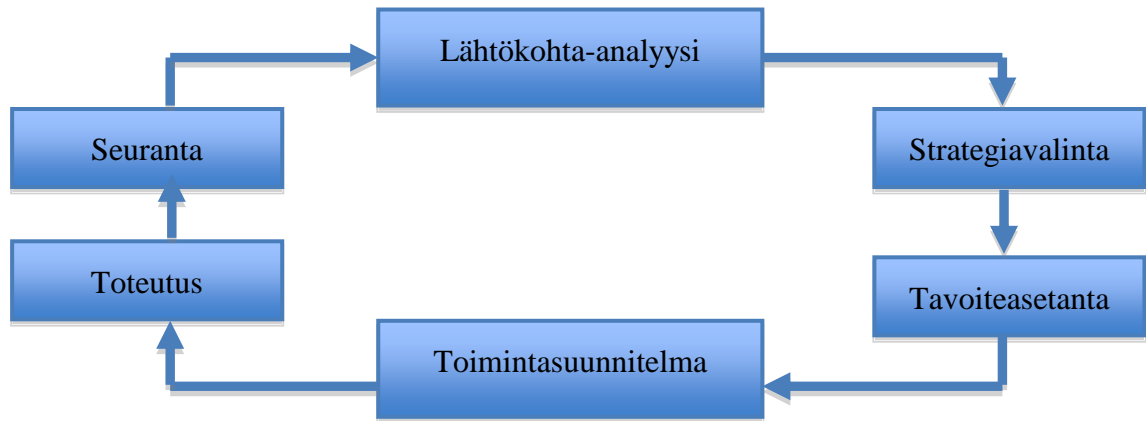 Lähtökohta-analyysi
Strategiavalinta
Tavoiteasetanta
Toimintasuunnitelma
Toteutus
Seuranta